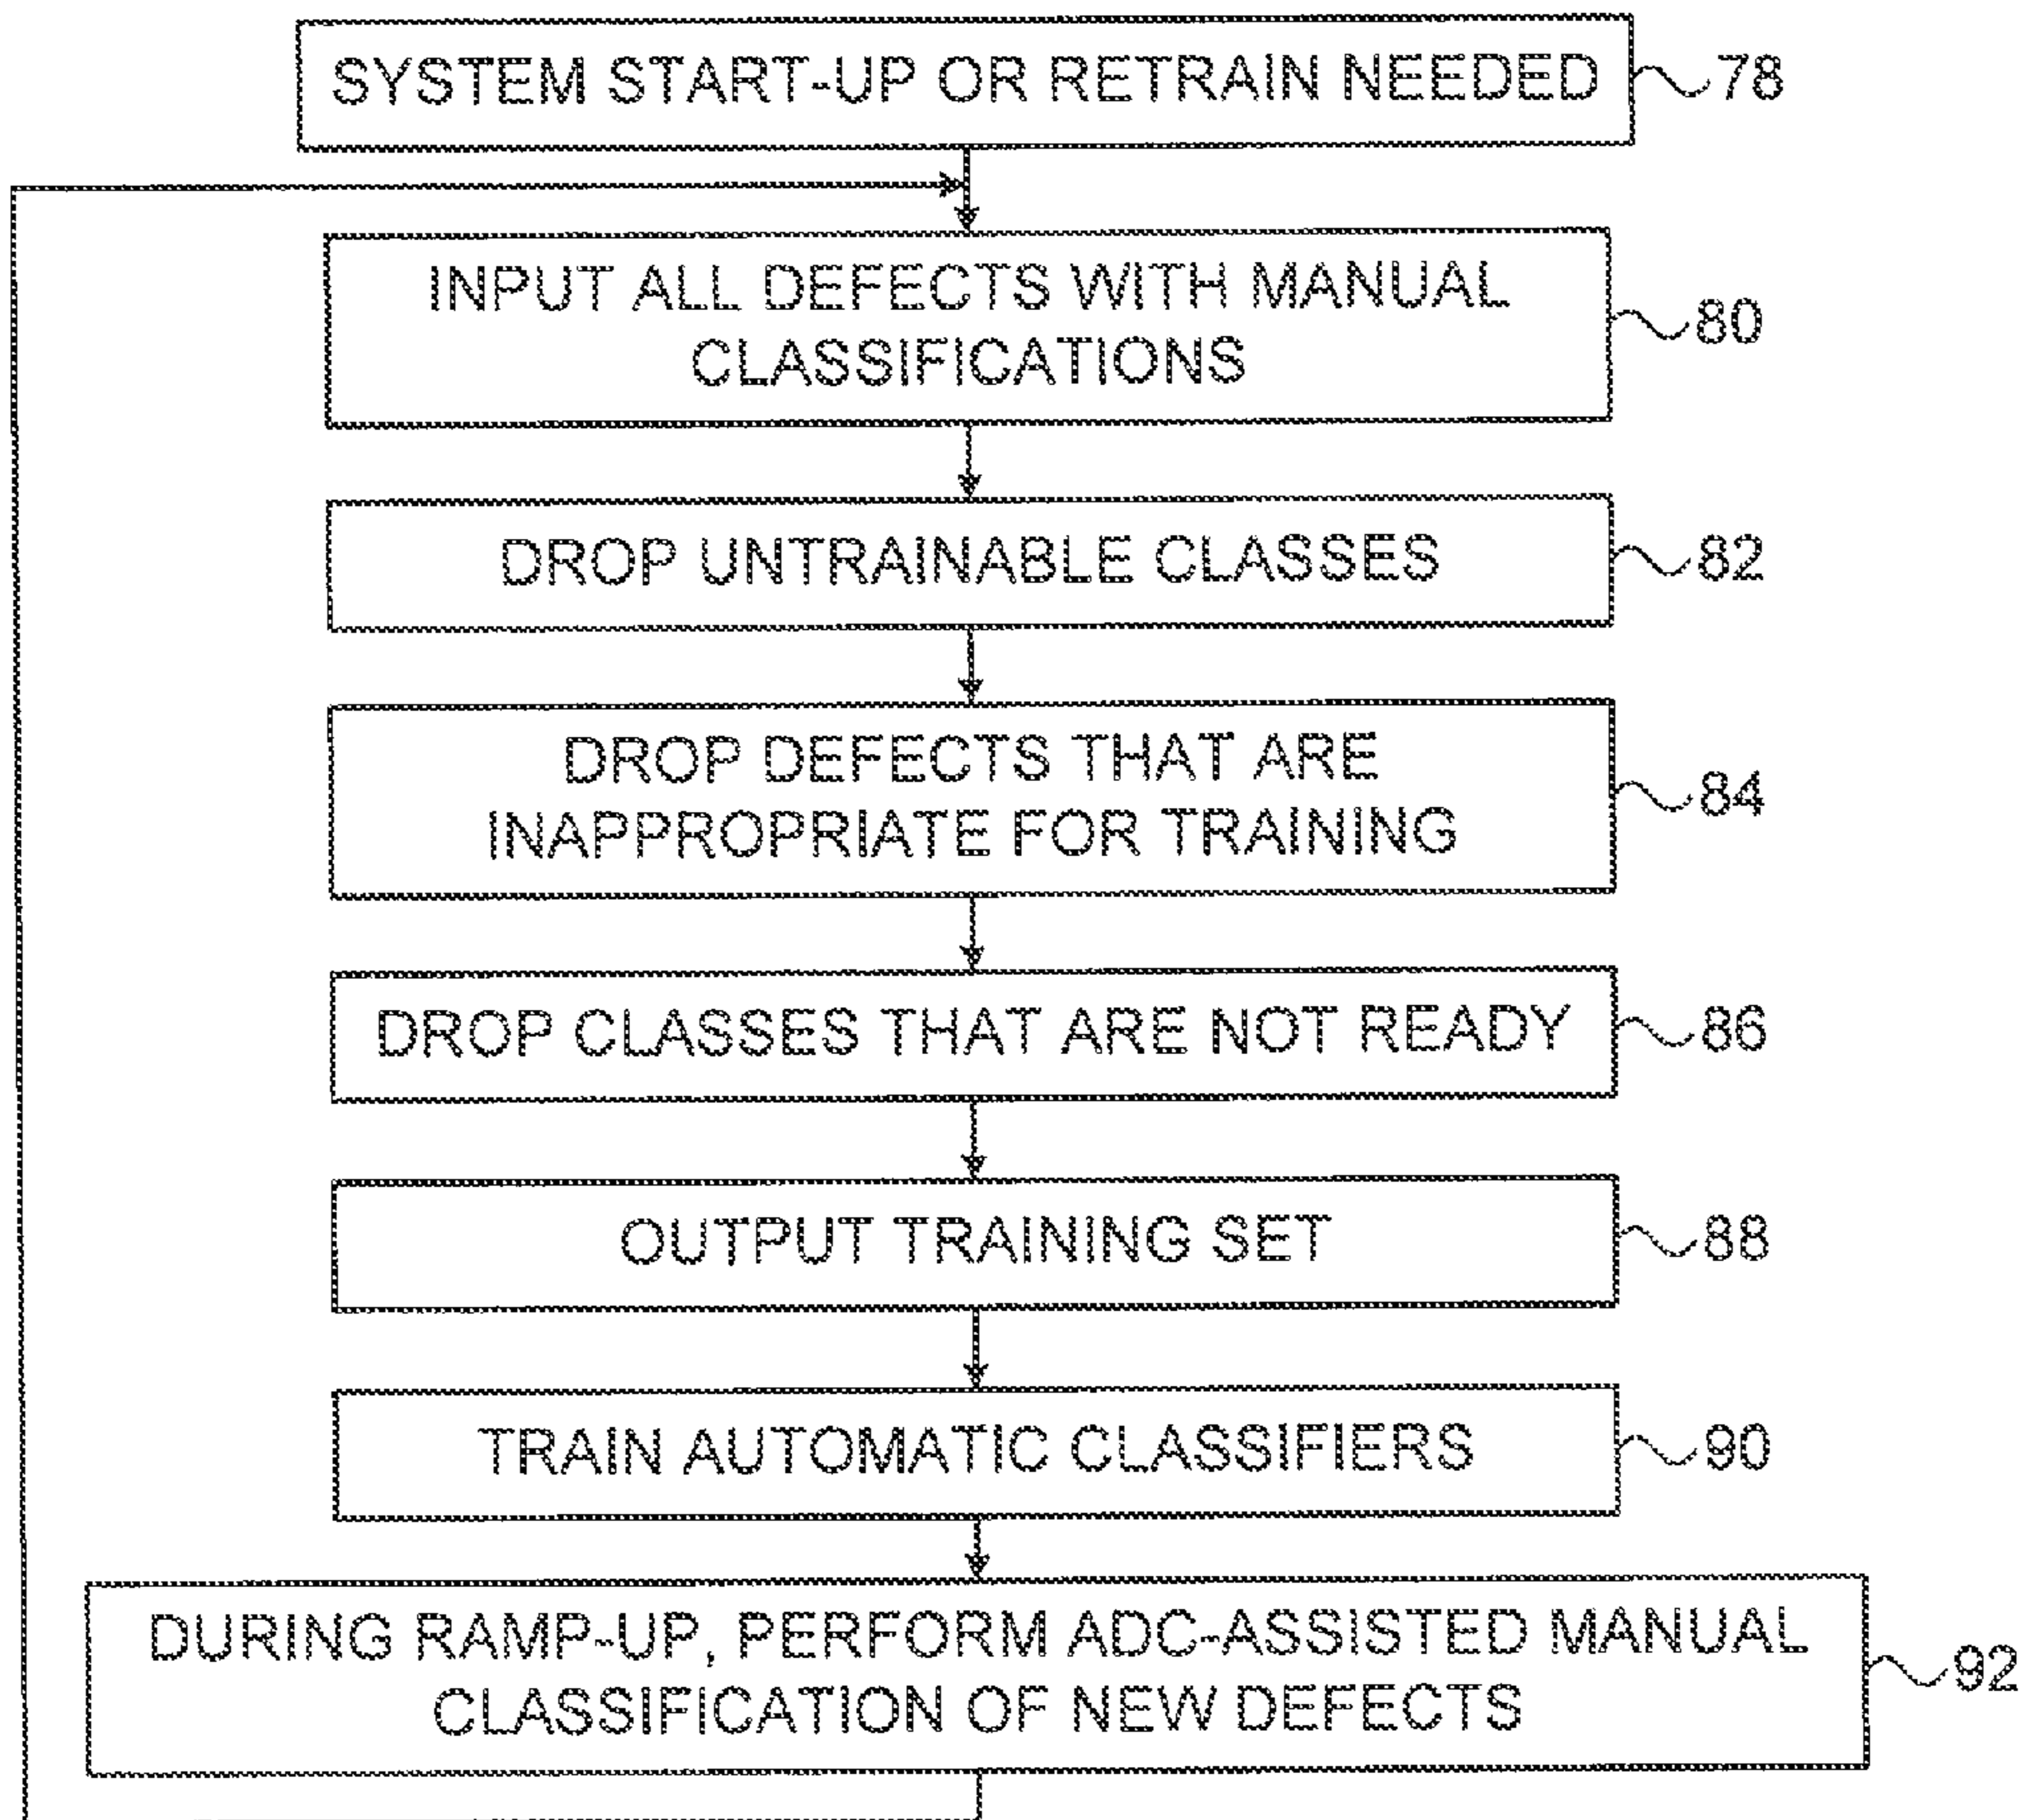 SYSTEM START-UP OR RETRAIN NEEDED 78
INPUT ALL DEFECTS WITH MANUAL
CLASSIFICATIONS
80
DROP UNTRAINABLE CLASSES 82
DROP DEFECTS THAT ARE
INAPPROPRIATE FOR TRAINING
84
DROP CLASSES THAT ARE NOT READY 86
OUTPUT TRAINING SET 88
TRAIN AUTOMATIC CLASSIFIERS 90
DURING RAMP-UP, PERFORM ADC-ASSISTED MANUAL
CLASSIFICATION OF NEW DEFECTS
92